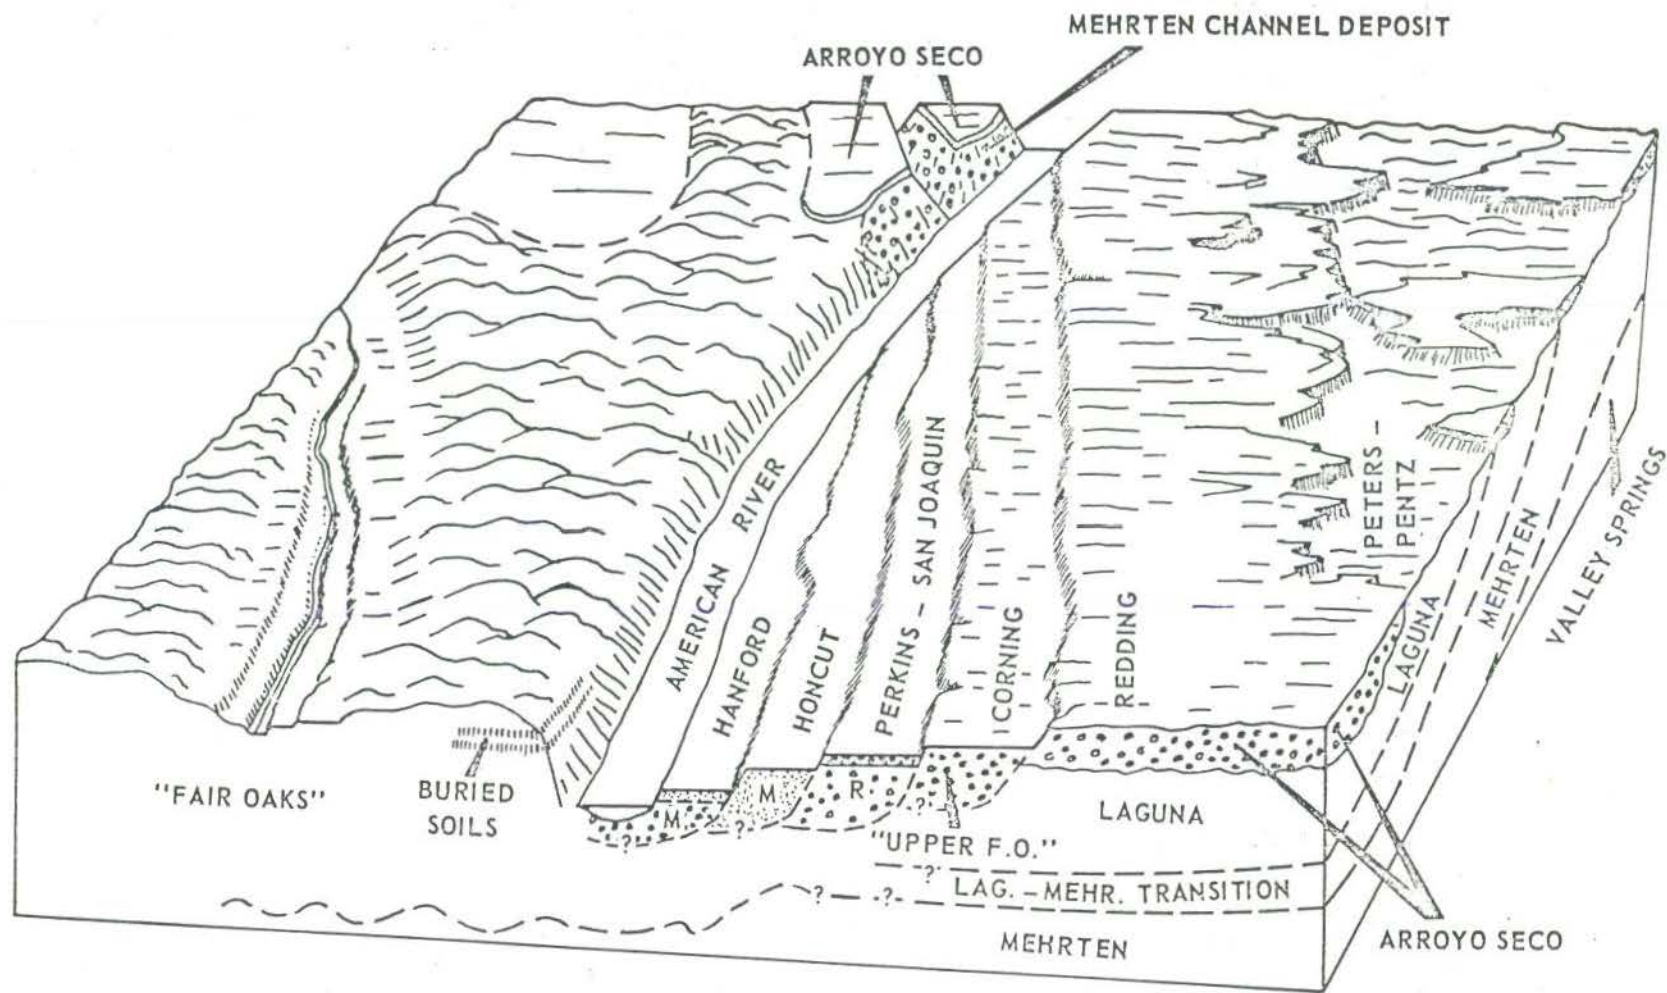 MEHRTEN CHANNEL DEPOSIT
ARROYO SECO
AMERICAN RIVER
HANFORD
HONCUT
PERKINS – SAN JOAQUIN
CORNING
REDDING
PETERS –
PENTZ
LAGUNA
MEHRTEN
VALLEY SPRINGS
"FAIR OAKS"
BURIED
SOILS
M
M
R
?
?
?
"UPPER F.O."
LAGUNA
?
LAG. – MEHR. TRANSITION
? ?
MEHRTEN
ARROYO SECO